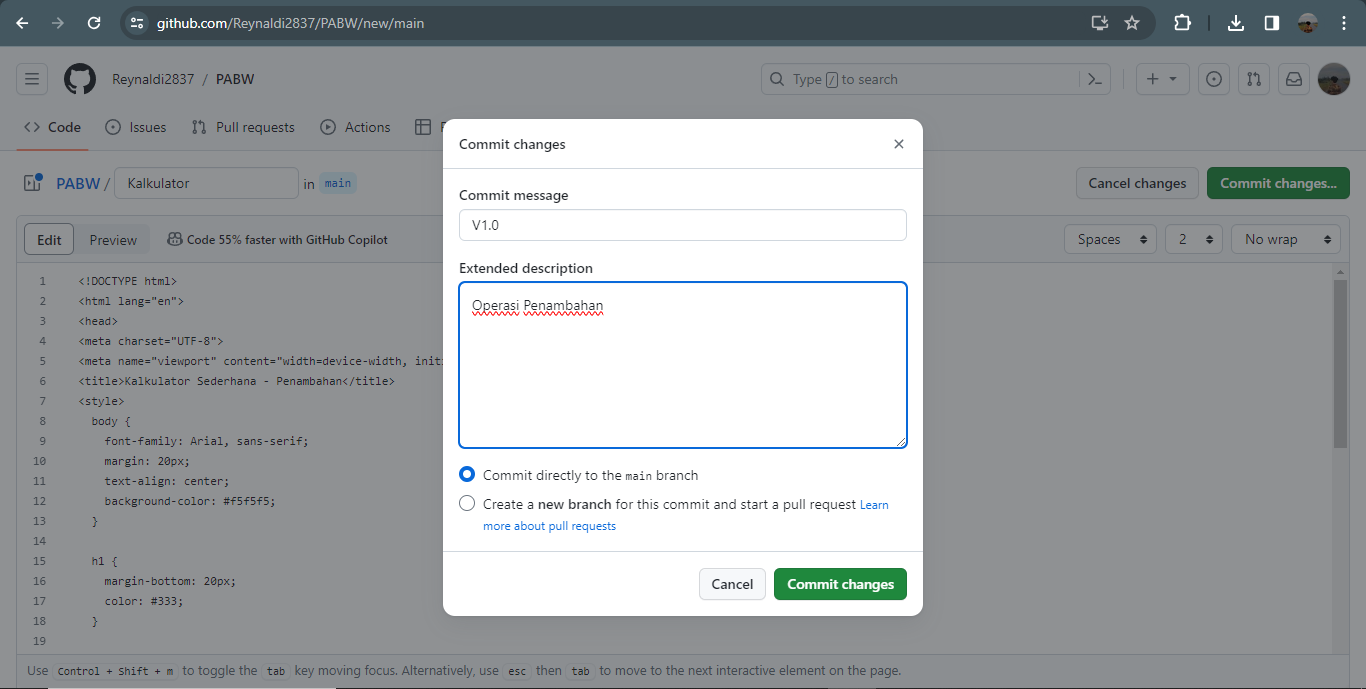 github.com/Reynaldi2837/PABW/new/main
Reynaldi2837 / PABW
Type / to search
Code Issues Pull requests Actions
PABW / Kalkulator in main
Cancel changes Commit changes...
Edit Preview Code 55% faster with GitHub Copilot
Spaces 2 No wrap
1 <!DOCTYPE html>
2 <html lang="en">
3 <head>
4 <meta charset="UTF-8">
5 <meta name="viewport" content="width=device-width,
6 <title>Kalkulator Sederhana - Penambahan</title>
7 <style>
8 body {
9 font-family: Arial, sans-serif;
10 margin: 20px;
11 text-align: center;
12 background-color: #f5f5f5;
13 }
14
15 h1 {
16 margin-bottom: 20px;
17 color: #333;
18 }
19
Use Control + Shift + m to toggle the tab key moving focus. Alternatively, use esc then tab to move to the next interactive element on the page.
Commit changes
Commit message
V1.0
Extended description
Operasi Penambahan
Commit directly to the main branch
Create a new branch for this commit and start a pull request Learn
more about pull requests
Cancel Commit changes